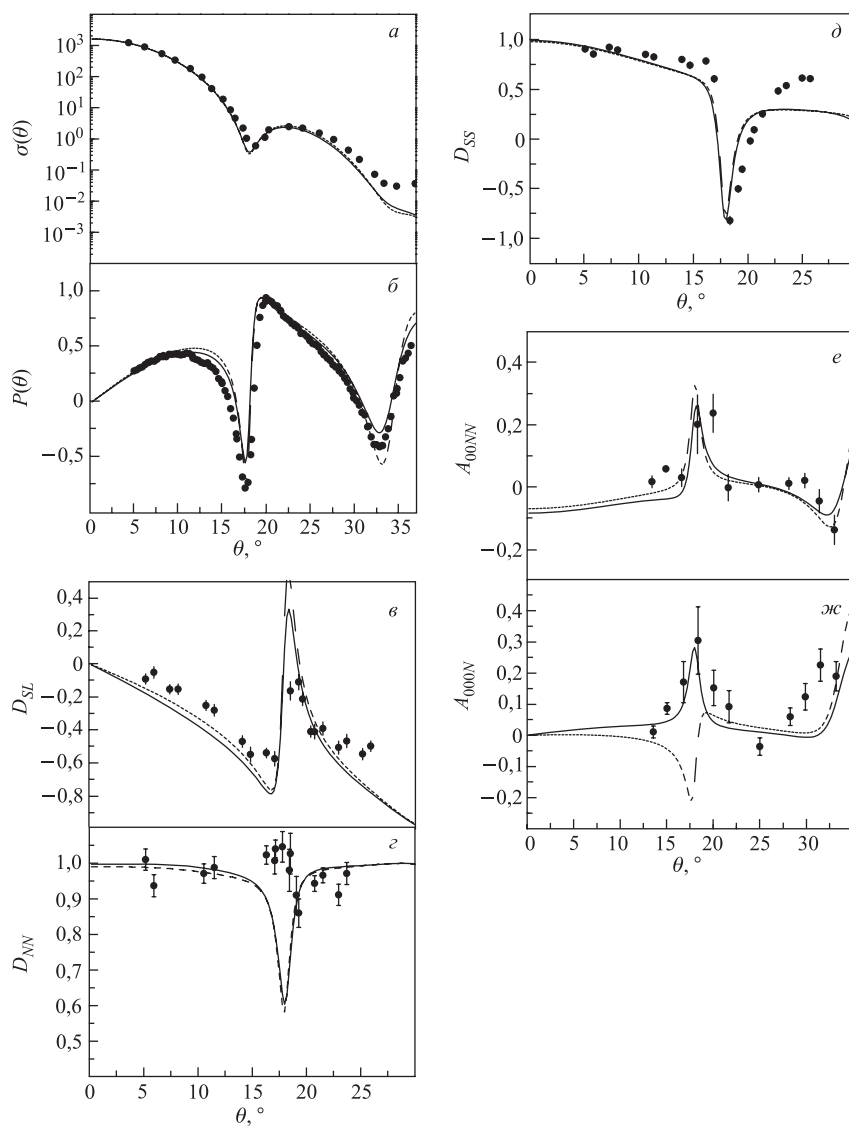 а
10³
10²
10¹
10⁰
10⁻¹
10⁻²
10⁻³
σ(θ)
б
1,0
0,5
0
−0,5
P(θ)
0 5 10 15 20 25 30 35
θ, °
в
0,4
0,2
0
−0,2
−0,4
−0,6
−0,8
D_SL
г
1,0
0,9
0,8
0,7
0,6
0,5
D_NN
0 5 10 15 20 25
θ, °
д
1,0
0,5
0
−0,5
−1,0
D_SS
0 5 10 15 20 25
θ, °
е
0,4
0,2
0
−0,2
A_00NN
ж
0,4
0,3
0,2
0,1
0
−0,1
−0,2
A_000N
0 5 10 15 20 25 30
θ, °